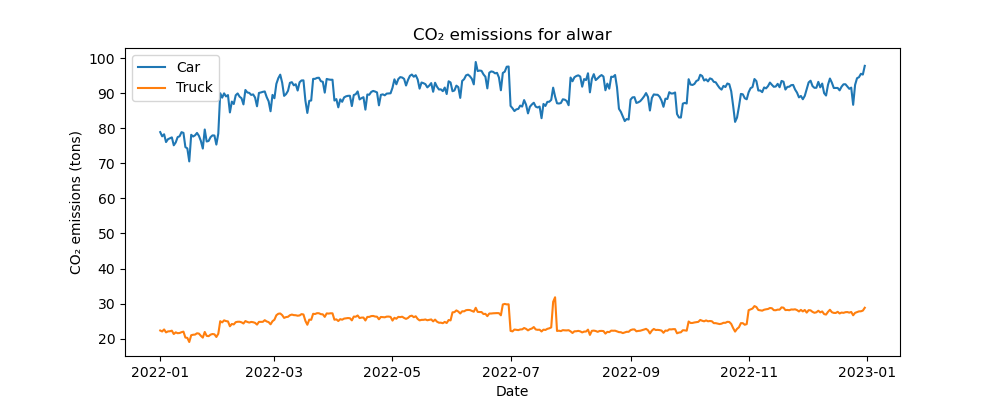 CO₂ emissions for alwar
Car
Truck
CO₂ emissions (tons)
100
90
80
70
60
50
40
30
20
2022-01 2022-03 2022-05 2022-07 2022-09 2022-11 2023-01
Date